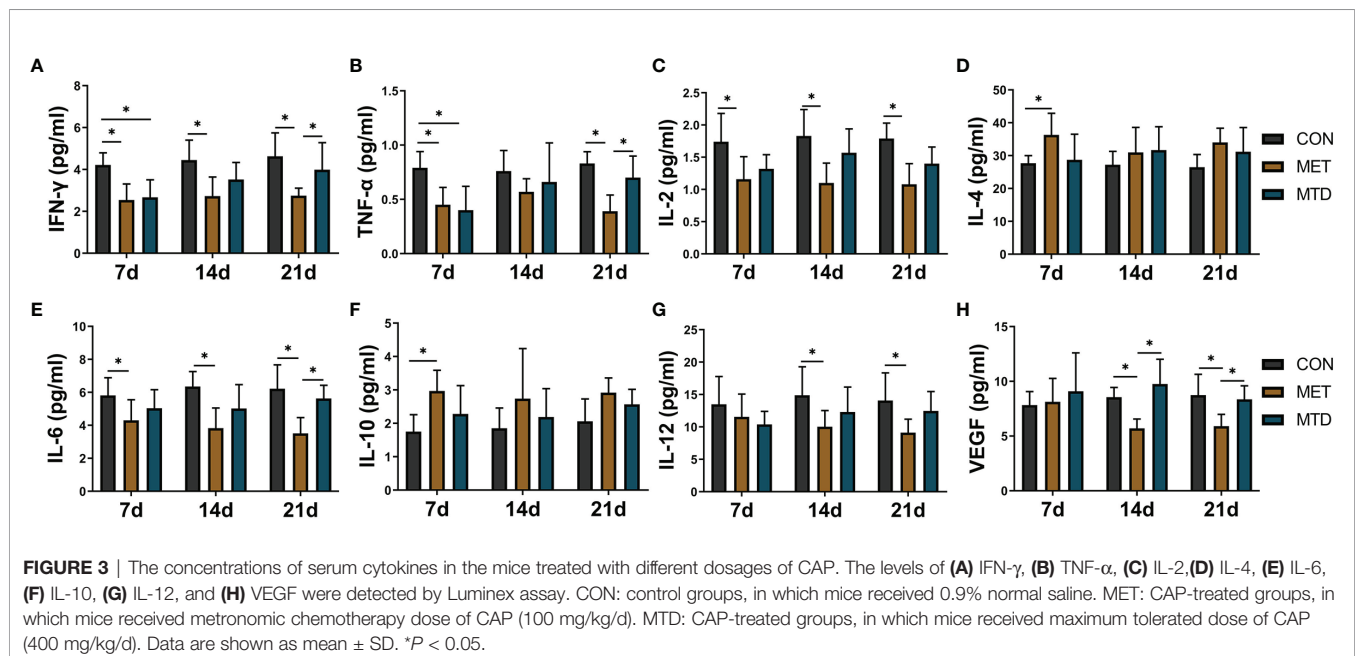 A
IFN-γ (pg/ml)
8
6
4
2
0
*
*
*
*
*
7d 14d 21d
B
TNF-α (pg/ml)
1.5
1.0
0.5
0.0
*
*
*
*
7d 14d 21d
C
IL-2 (pg/ml)
2.5
2.0
1.5
1.0
0.5
0.0
*
*
*
7d 14d 21d
D
IL-4 (pg/ml)
50
40
30
20
10
0
*
7d 14d 21d
CON
MET
MTD
E
IL-6 (pg/ml)
10
8
6
4
2
0
*
*
*
*
7d 14d 21d
F
IL-10 (pg/ml)
5
4
3
2
1
0
*
7d 14d 21d
G
IL-12 (pg/ml)
25
20
15
10
5
0
*
*
7d 14d 21d
H
VEGF (pg/ml)
15
10
5
0
*
*
*
*
7d 14d 21d
CON
MET
MTD
FIGURE 3 | The concentrations of serum cytokines in the mice treated with different dosages of CAP. The levels of (A) IFN-γ, (B) TNF-α, (C) IL-2,(D) IL-4, (E) IL-6,
(F) IL-10, (G) IL-12, and (H) VEGF were detected by Luminex assay. CON: control groups, in which mice received 0.9% normal saline. MET: CAP-treated groups, in
which mice received metronomic chemotherapy dose of CAP (100 mg/kg/d). MTD: CAP-treated groups, in which mice received maximum tolerated dose of CAP
(400 mg/kg/d). Data are shown as mean ± SD. *P < 0.05.